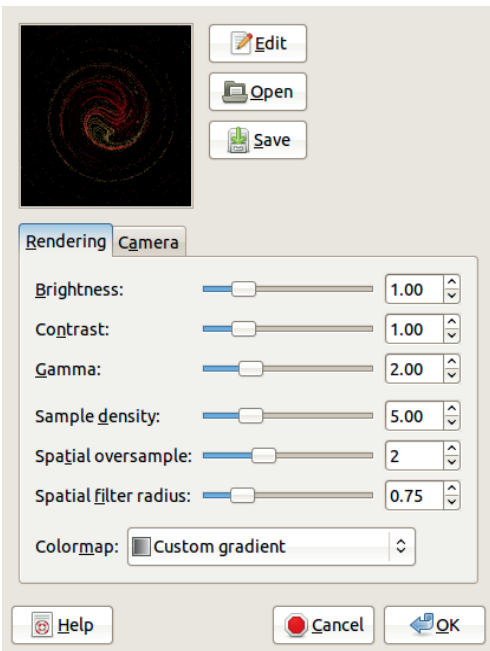 Edit
Open
Save
Rendering Camera
Brightness: 1.00
Contrast: 1.00
Gamma: 2.00
Sample density: 5.00
Spatial oversample: 2
Spatial filter radius: 0.75
Colormap: Custom gradient
Help Cancel OK